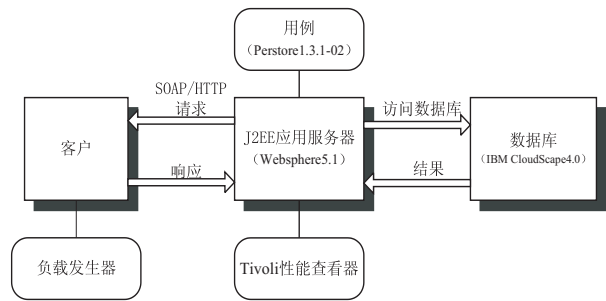 用例
(Perstore1.3.1-02)
SOAP/HTTP
请求
访问数据库
客户
J2EE应用服务器
(Websphere5.1)
数据库
(IBM CloudScape4.0)
响应
结果
负载发生器
Tivoli性能查看器